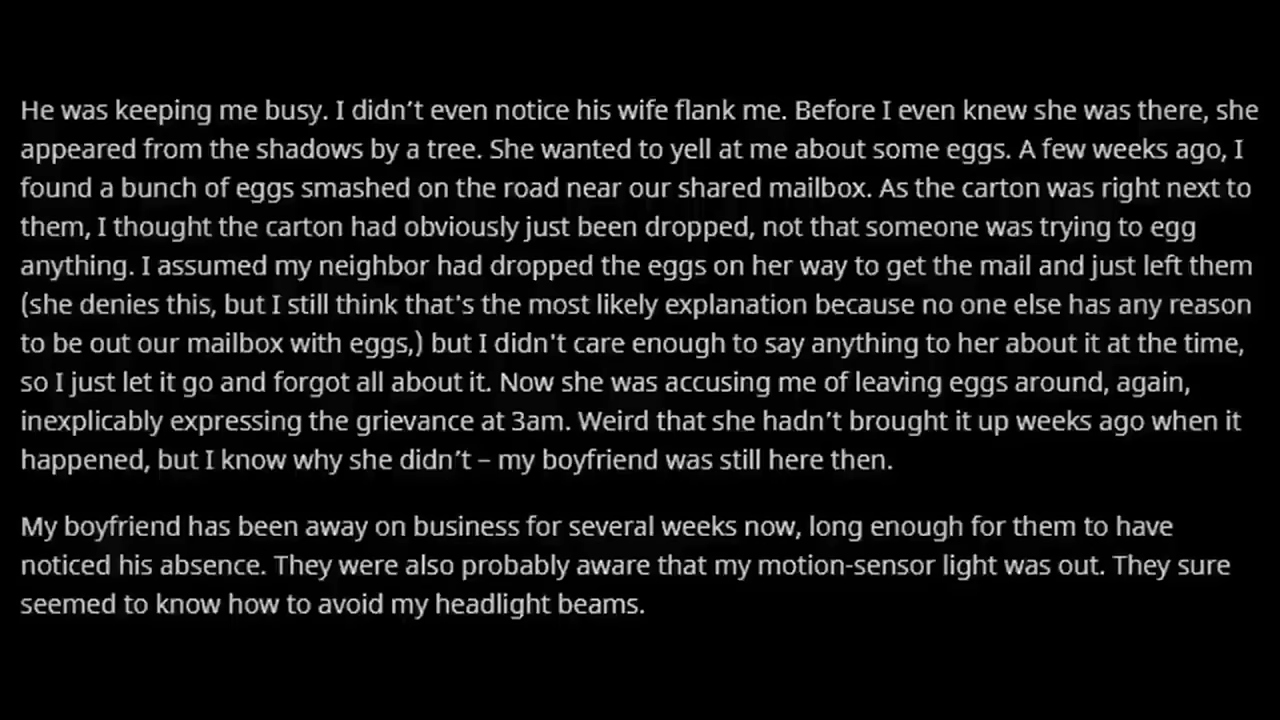 He was keeping me busy. I didn’t even notice his wife flank me. Before I even knew she was there, she
appeared from the shadows by a tree. She wanted to yell at me about some eggs. A few weeks ago, I
found a bunch of eggs smashed on the road near our shared mailbox. As the carton was right next to
them, I thought the carton had obviously just been dropped, not that someone was trying to egg
anything. I assumed my neighbor had dropped the eggs on her way to get the mail and just left them
(she denies this, but I still think that's the most likely explanation because no one else has any reason
to be out our mailbox with eggs,) but I didn't care enough to say anything to her about it at the time,
so I just let it go and forgot all about it. Now she was accusing me of leaving eggs around, again,
inexplicably expressing the grievance at 3am. Weird that she hadn’t brought it up weeks ago when it
happened, but I know why she didn’t – my boyfriend was still here then.
My boyfriend has been away on business for several weeks now, long enough for them to have
noticed his absence. They were also probably aware that my motion-sensor light was out. They sure
seemed to know how to avoid my headlight beams.